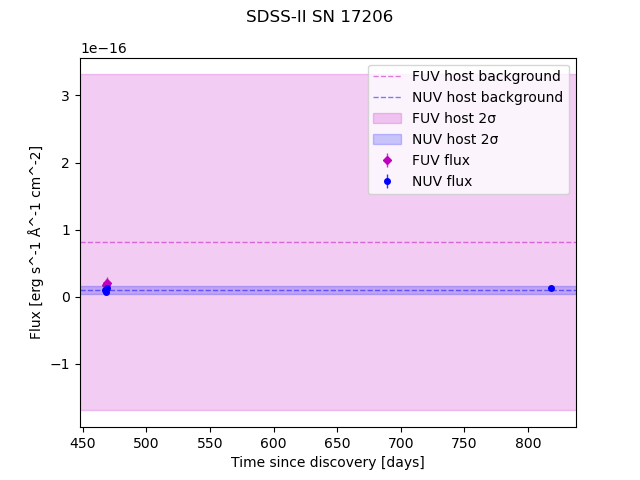 SDSS-II SN 17206
1e−16
FUV host background
NUV host background
FUV host 2σ
NUV host 2σ
FUV flux
NUV flux
3
2
1
0
−1
Flux [erg s^-1 Å^-1 cm^-2]
450 500 550 600 650 700 750 800
Time since discovery [days]